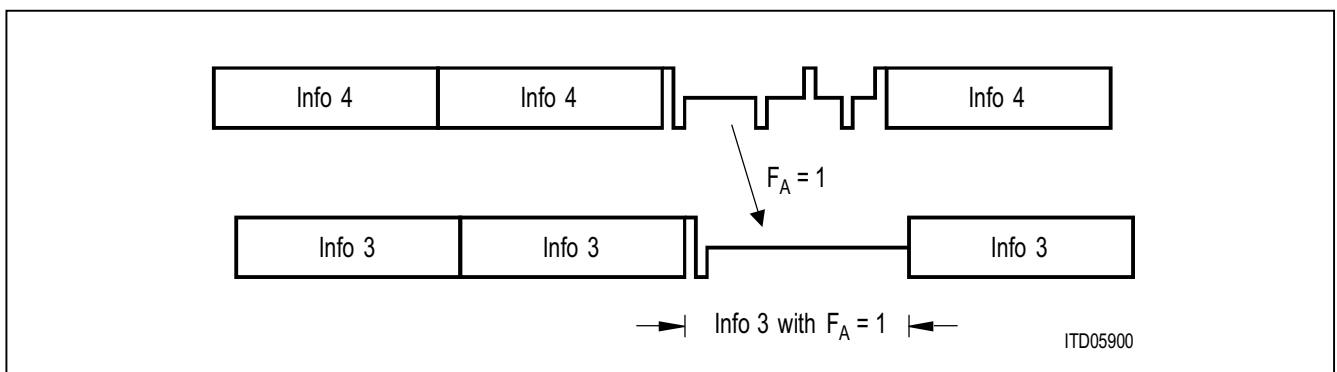 Info 4 Info 4 Info 4
F_A = 1
Info 3 Info 3 Info 3
Info 3 with F_A = 1
ITD05900